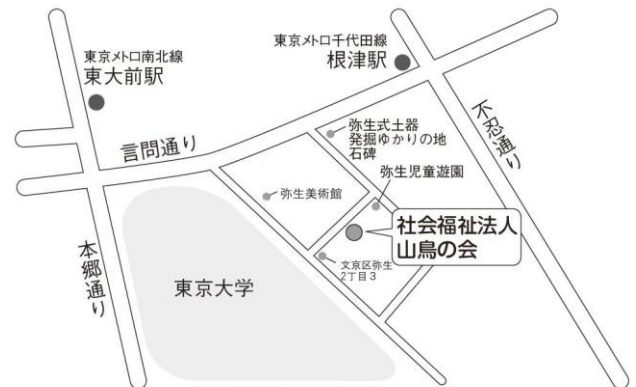 東京メトロ南北線
東大前駅
東京メトロ千代田線
根津駅
不忍通り
言問通り
弥生式土器
発掘ゆかりの地
石碑
弥生児童遊園
弥生美術館
社会福祉法人
山鳥の会
文京区弥生
2丁目3
本郷通り
東京大学